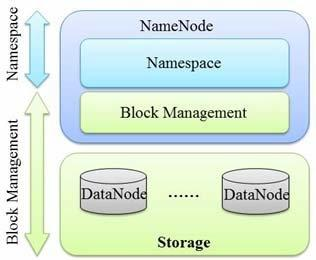 Namespace
Block Management
NameNode
Namespace
Block Management
DataNode
......
DataNode
Storage